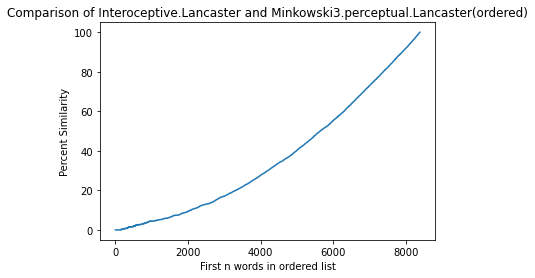 Comparison of Interoceptive.Lancaster and Minkowski3.perceptual.Lancaster(ordered)
100
80
60
40
20
0
Percent Similarity
0 2000 4000 6000 8000
First n words in ordered list